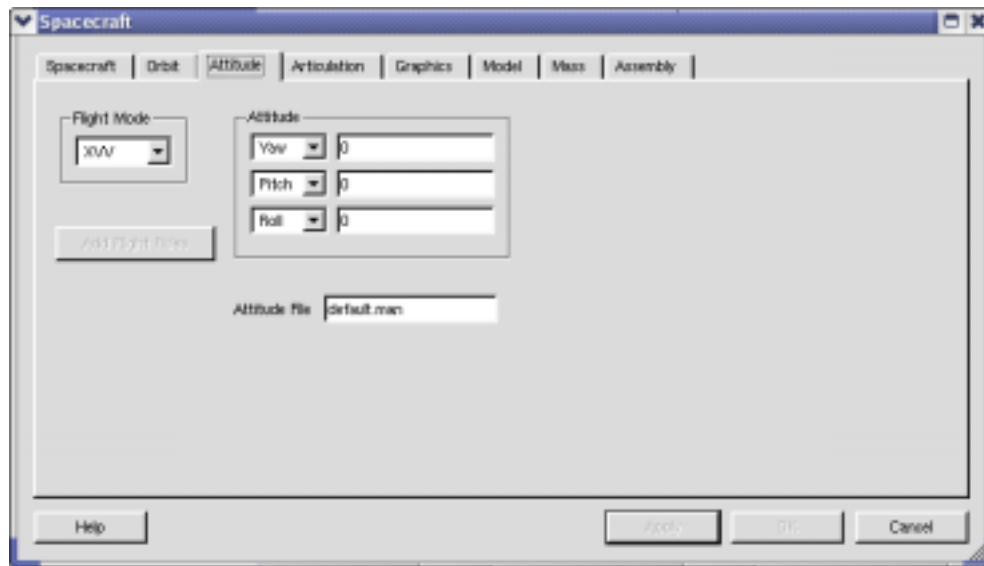 Spacecraft
Spacecraft Orbit Attitude Articulation Graphics Model Mass Assembly
Flight Mode
XVV
Attitude
Yaw 0
Pitch 0
Roll 0
Add Flight Rules
Attitude File default.man
Help Apply OK Cancel